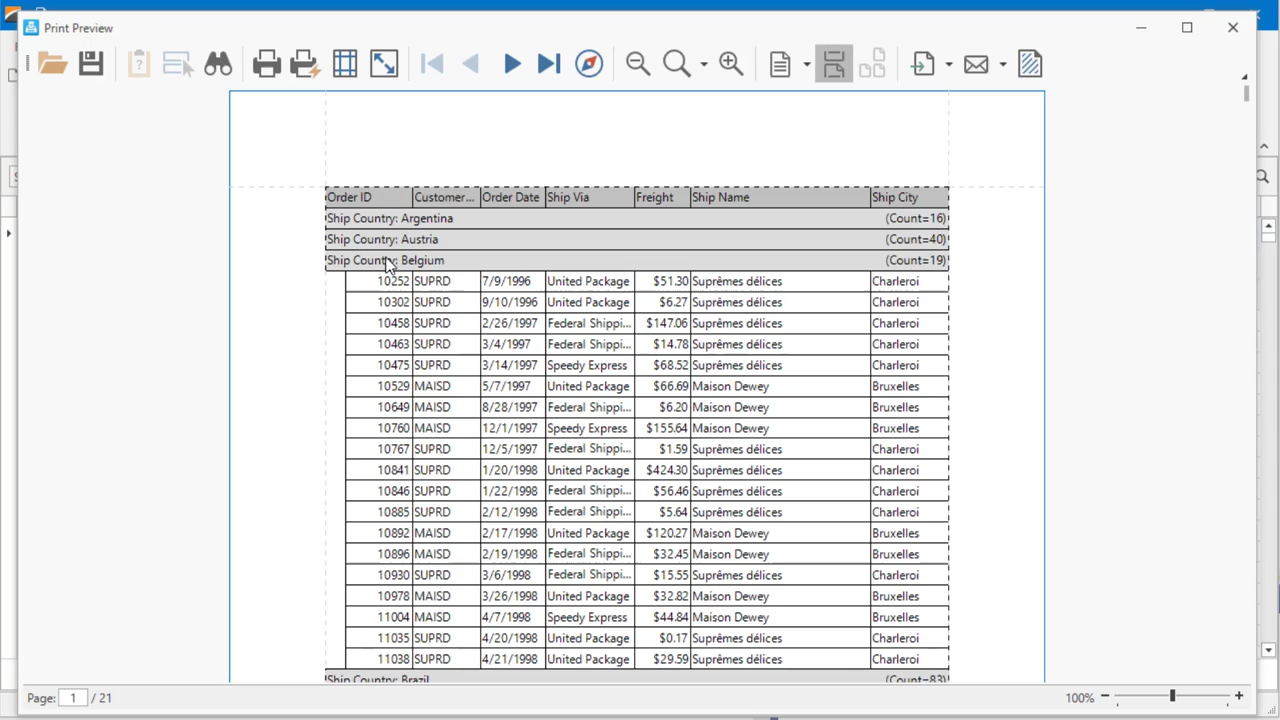 Print Preview
Order ID Customer... Order Date Ship Via Freight Ship Name Ship City
Ship Country: Argentina (Count=16)
Ship Country: Austria (Count=40)
Ship Country: Belgium (Count=19)
10252 SUPRD 7/9/1996 United Package $51.30 Suprêmes délices Charleroi
10302 SUPRD 9/10/1996 United Package $6.27 Suprêmes délices Charleroi
10458 SUPRD 2/26/1997 Federal Shippi... $147.06 Suprêmes délices Charleroi
10463 SUPRD 3/4/1997 Federal Shippi... $14.78 Suprêmes délices Charleroi
10475 SUPRD 3/14/1997 Speedy Express $68.52 Suprêmes délices Charleroi
10529 MAISD 5/7/1997 United Package $66.69 Maison Dewey Bruxelles
10649 MAISD 8/28/1997 Federal Shippi... $6.20 Maison Dewey Bruxelles
10760 MAISD 12/1/1997 Speedy Express $155.64 Maison Dewey Bruxelles
10767 SUPRD 12/5/1997 Federal Shippi... $1.59 Suprêmes délices Charleroi
10841 SUPRD 1/20/1998 United Package $424.30 Suprêmes délices Charleroi
10846 SUPRD 1/22/1998 Federal Shippi... $56.46 Suprêmes délices Charleroi
10885 SUPRD 2/12/1998 Federal Shippi... $5.64 Suprêmes délices Charleroi
10892 MAISD 2/17/1998 United Package $120.27 Maison Dewey Bruxelles
10896 MAISD 2/19/1998 Federal Shippi... $32.45 Maison Dewey Bruxelles
10930 SUPRD 3/6/1998 Federal Shippi... $15.55 Suprêmes délices Charleroi
10978 MAISD 3/26/1998 United Package $32.82 Maison Dewey Bruxelles
11004 MAISD 4/7/1998 Speedy Express $44.84 Maison Dewey Bruxelles
11035 SUPRD 4/20/1998 United Package $0.17 Suprêmes délices Charleroi
11038 SUPRD 4/21/1998 United Package $29.59 Suprêmes délices Charleroi
Ship Country: Brazil (Count=83)
Page: 1 / 21 100%